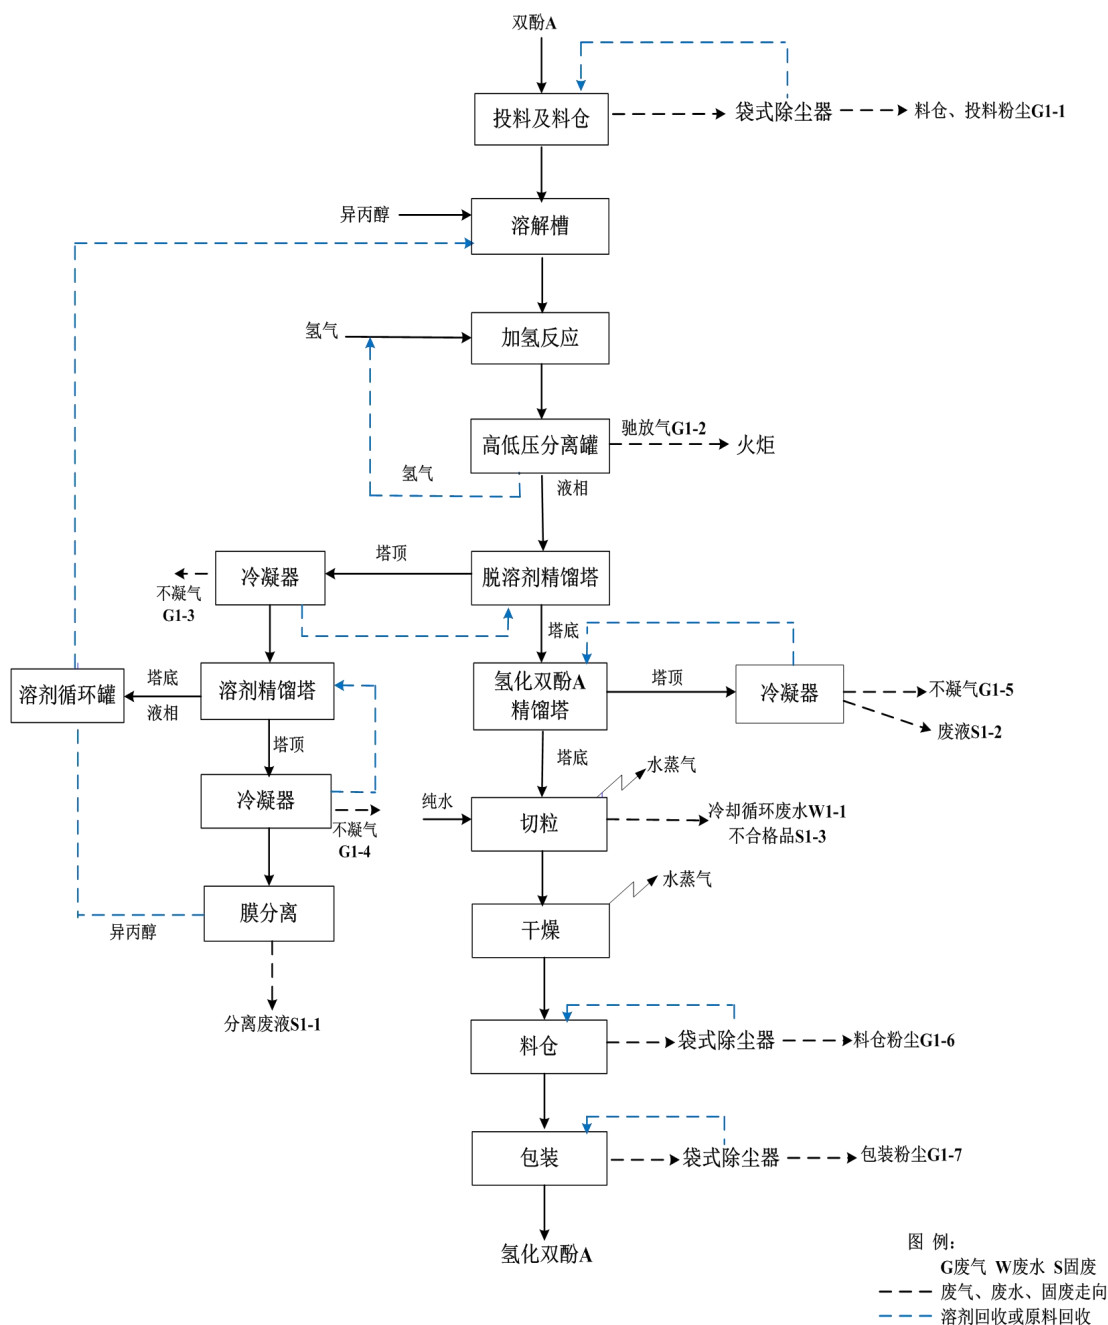 双酚A
投料及料仓
袋式除尘器
料仓、投料粉尘G1-1
异丙醇
溶解槽
氢气
加氢反应
高低压分离罐
驰放气G1-2
火炬
氢气
液相
冷凝器
塔顶
脱溶剂精馏塔
不凝气
G1-3
塔底
溶剂循环罐
塔底
液相
溶剂精馏塔
氢化双酚A
精馏塔
塔顶
冷凝器
不凝气G1-5
废液S1-2
塔顶
塔底
水蒸气
冷凝器
不凝气
G1-4
纯水
切粒
冷却循环废水W1-1
不合格品S1-3
水蒸气
膜分离
异丙醇
干燥
分离废液S1-1
料仓
袋式除尘器
料仓粉尘G1-6
包装
袋式除尘器
包装粉尘G1-7
氢化双酚A
图 例：
G废气 W废水 S固废
废气、废水、固废走向
溶剂回收或原料回收